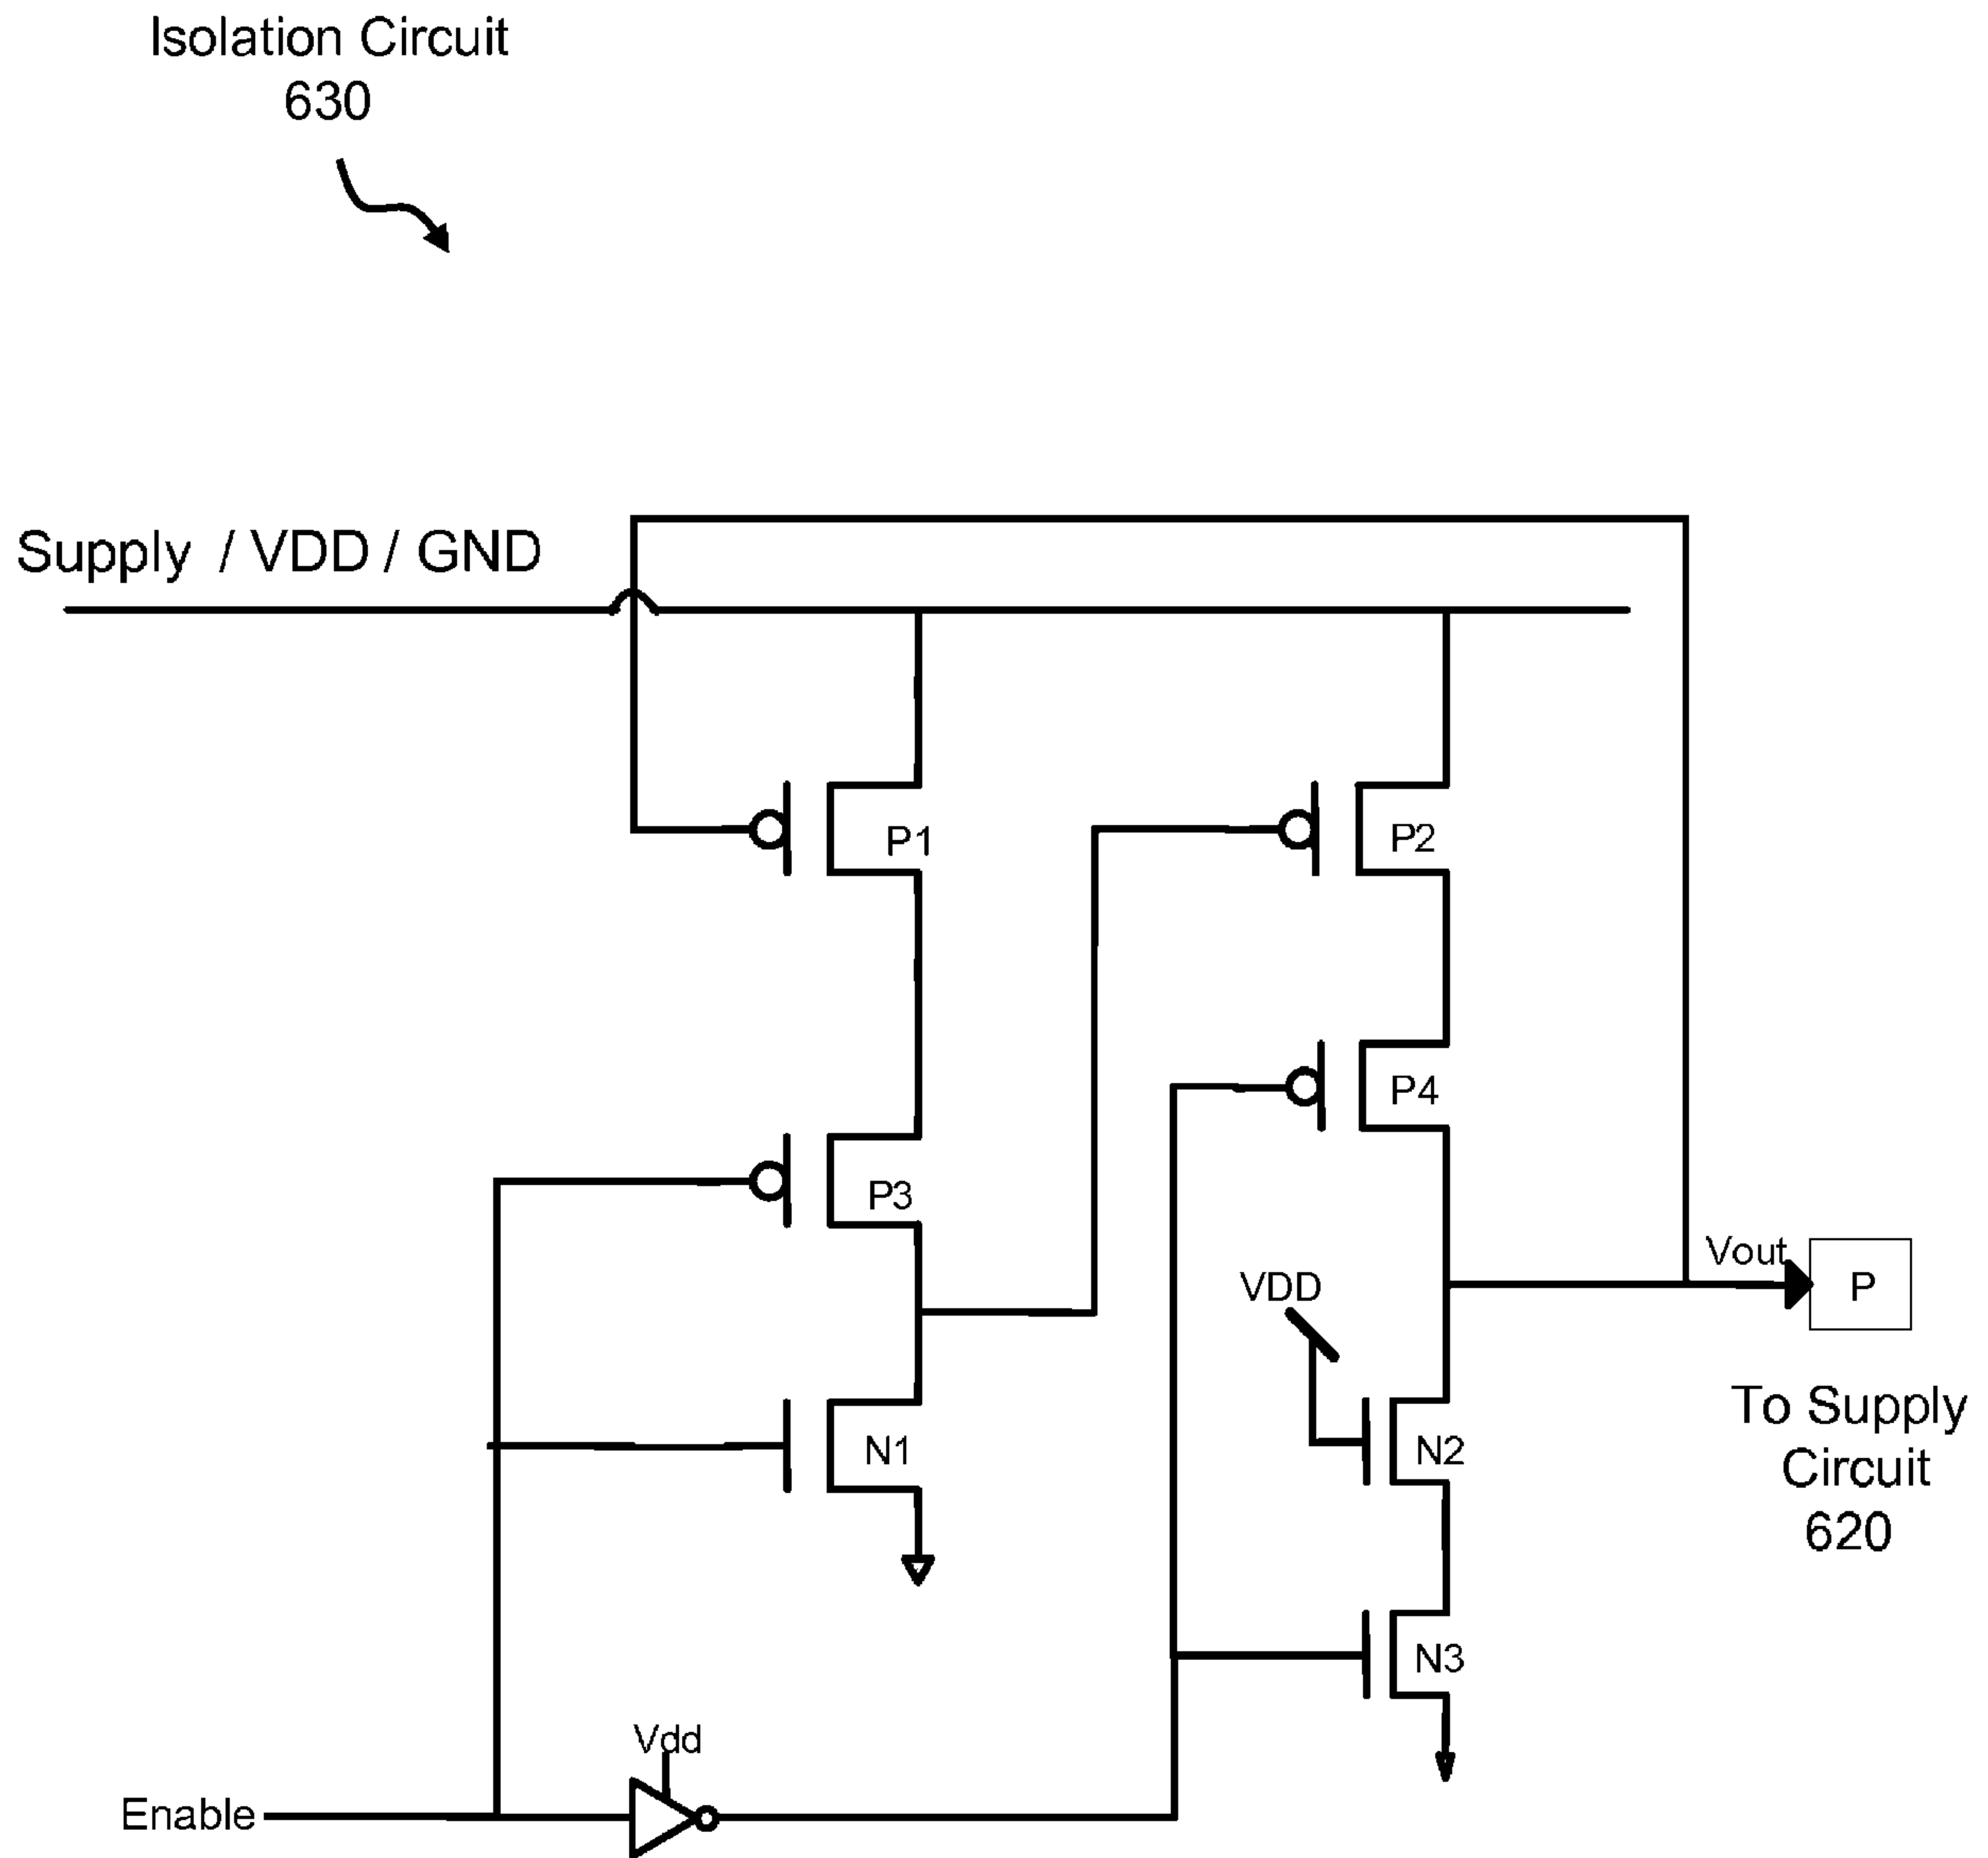 Isolation Circuit
630
Supply / VDD / GND
P1
P2
P4
P3
Vout
P
VDD
To Supply
Circuit
620
N1
N2
N3
Vdd
Enable